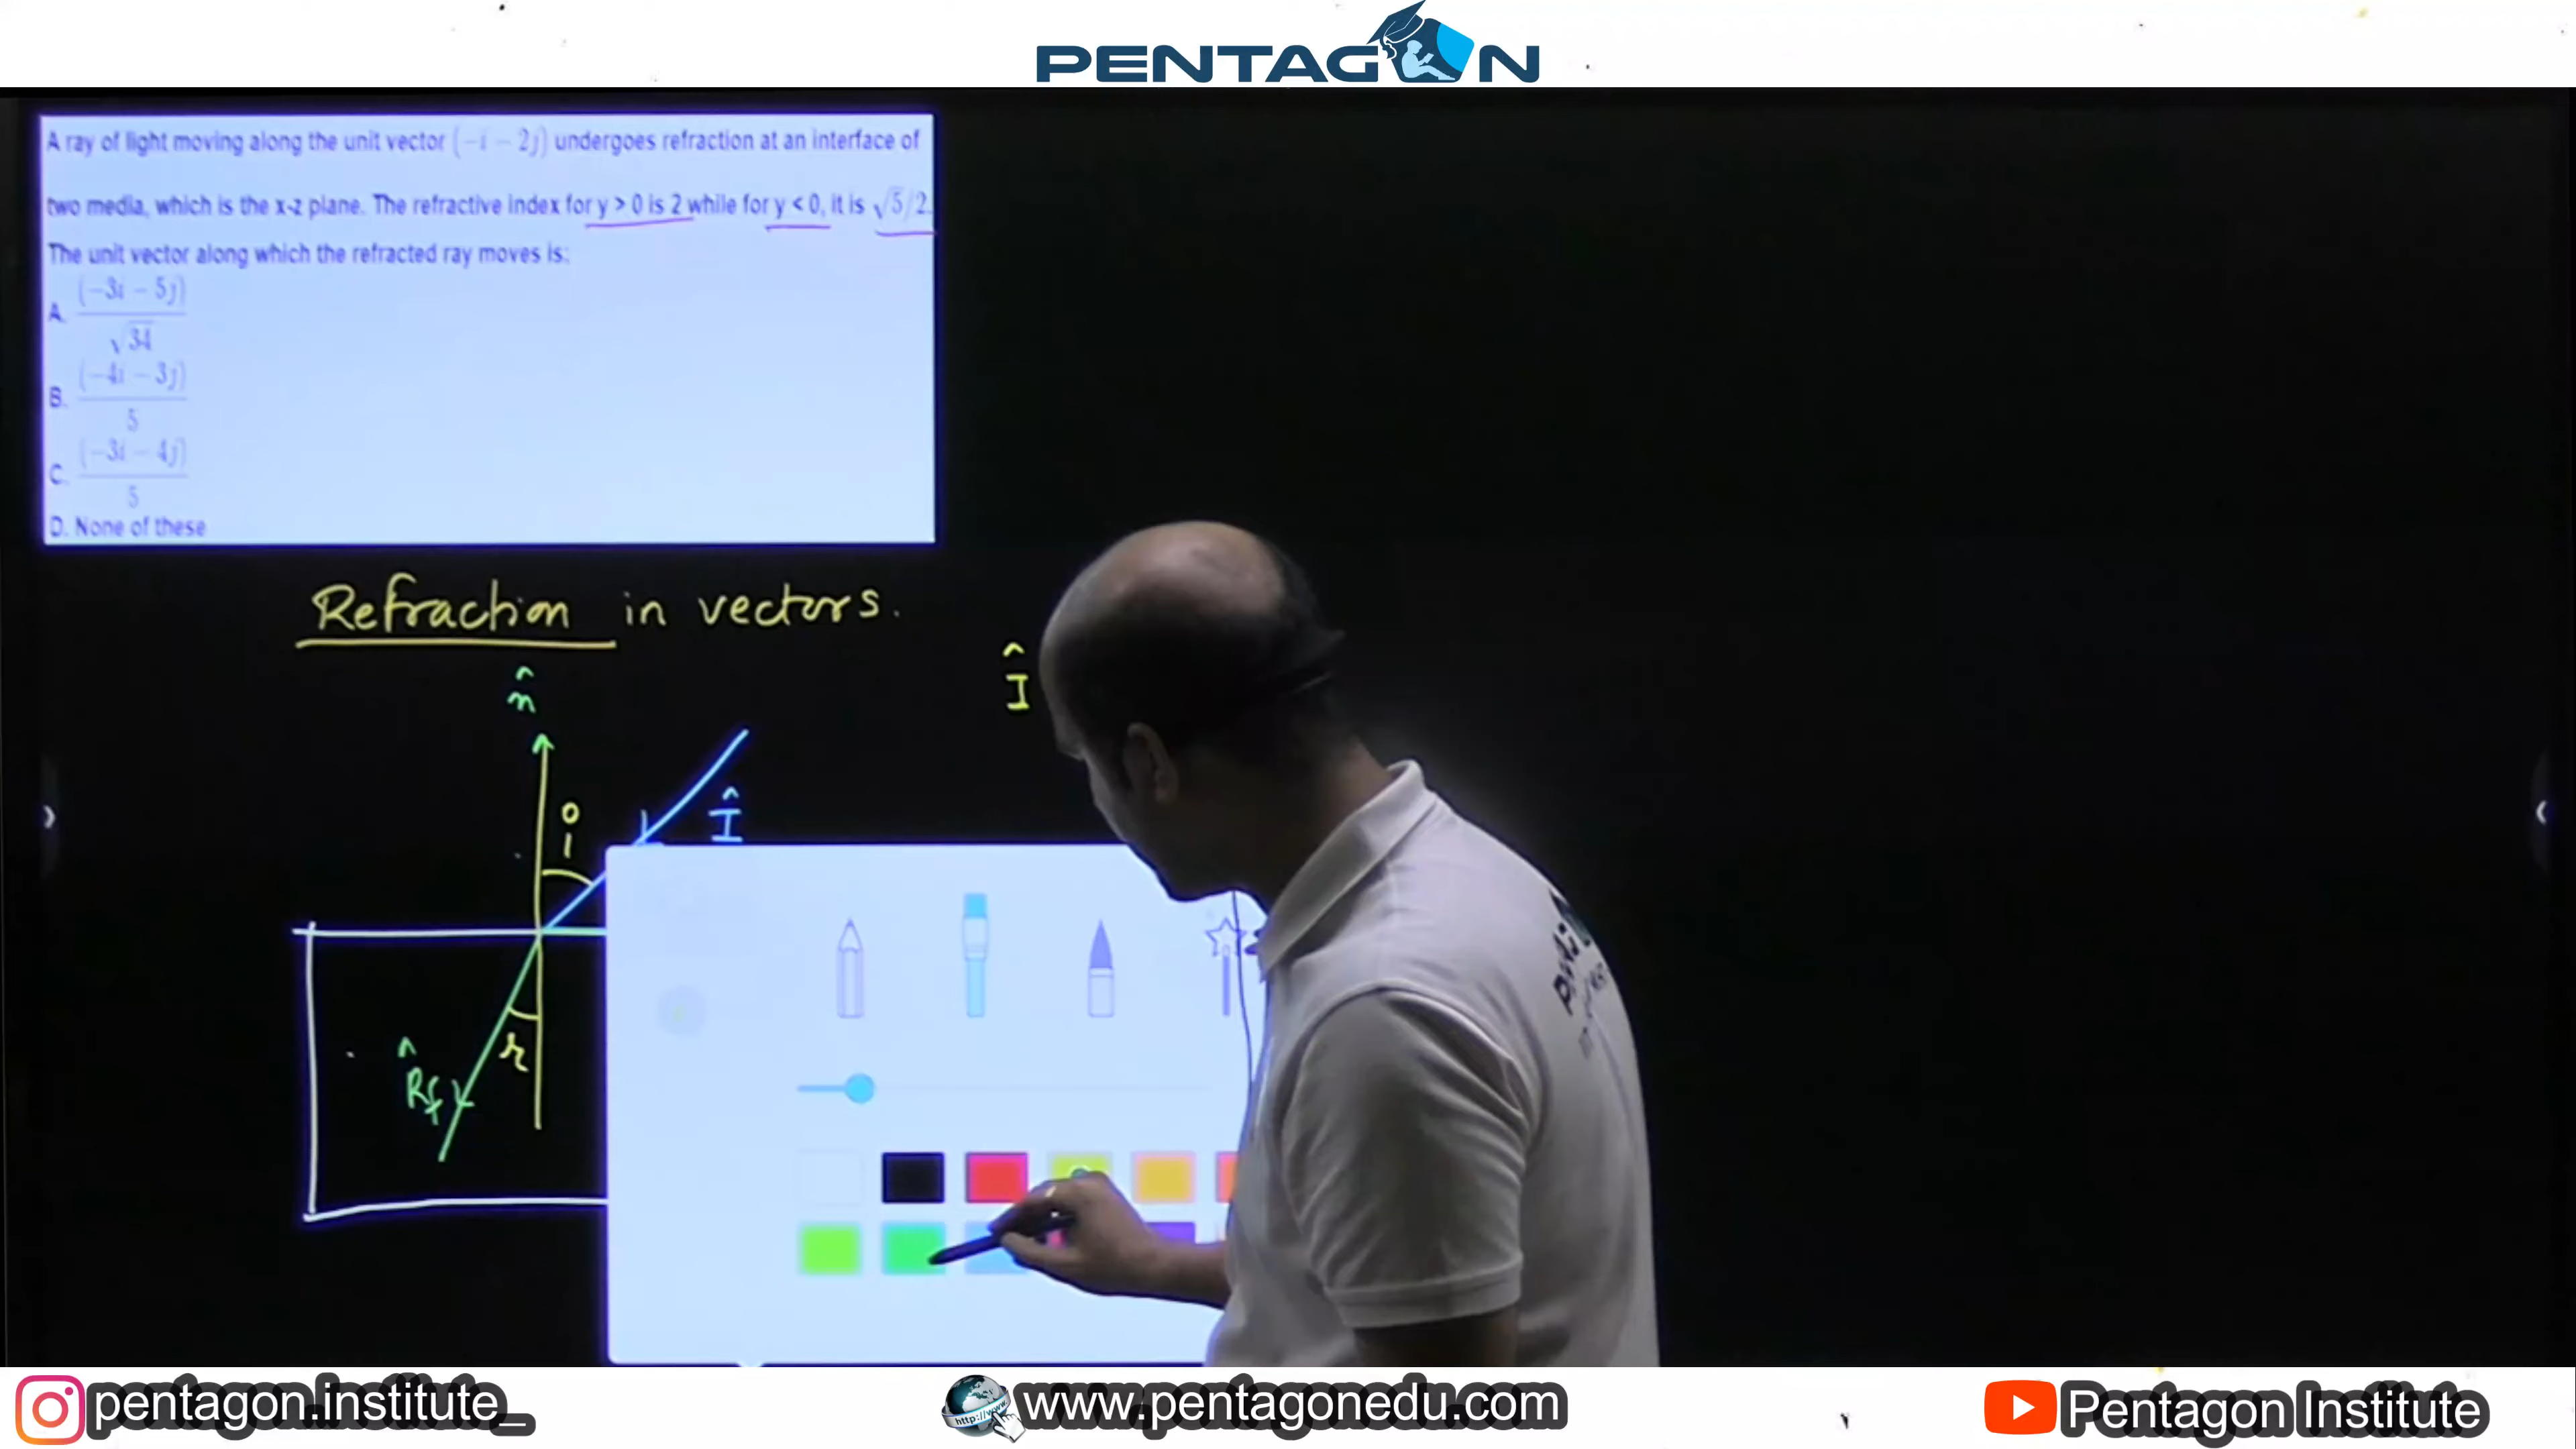 PENTAGON
A ray of light moving along the unit vector (−i − 2j) undergoes refraction at an interface of
two media, which is the x-z plane. The refractive index for y > 0 is 2 while for y < 0, it is √5/2.
The unit vector along which the refracted ray moves is:
A. (−3i − 5j) / √34
B. (−4i − 3j) / 5
C. (−3i − 4j) / 5
D. None of these
Refraction in vectors.
n̂
Î
i
Î
r
R̂f
http://www
pentagon.institute_
www.pentagonedu.com
Pentagon Institute